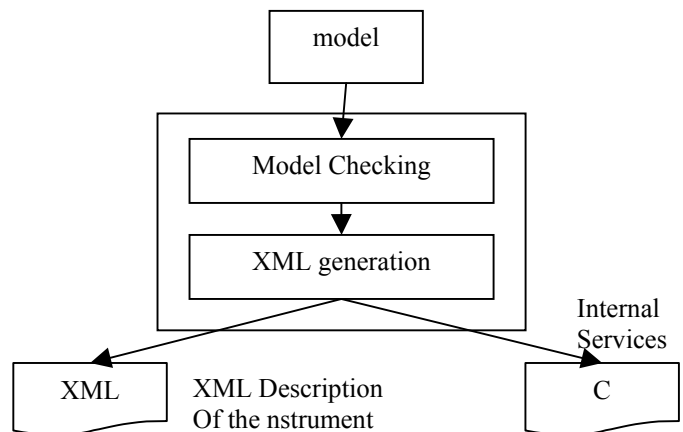 model
Model Checking
XML generation
Internal
Services
XML
XML Description
Of the nstrument
C